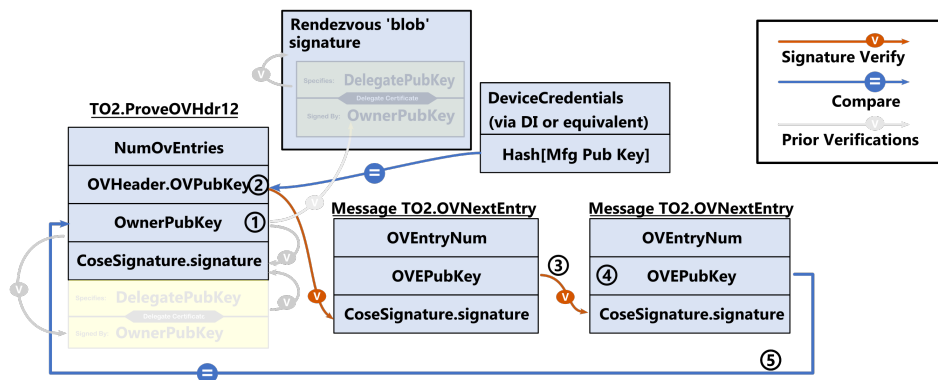 Rendezvous 'blob'
signature
Specifies: DelegatePubKey
Delegate Certificate
Signed By: OwnerPubKey
V
DeviceCredentials
(via DI or equivalent)
Hash[Mfg Pub Key]
V
Signature Verify
=
Compare
V
Prior Verifications
TO2.ProveOVHdr12
NumOvEntries
OVHeader.OVPubKey 2
OwnerPubKey 1
CoseSignature.signature
Specifies: DelegatePubKey
Delegate Certificate
Signed By: OwnerPubKey
=
V
V
V
V
V
Message TO2.OVNextEntry
OVEntryNum
OVEPubKey
CoseSignature.signature
3
V
Message TO2.OVNextEntry
OVEntryNum
4 OVEPubKey
CoseSignature.signature
5
=